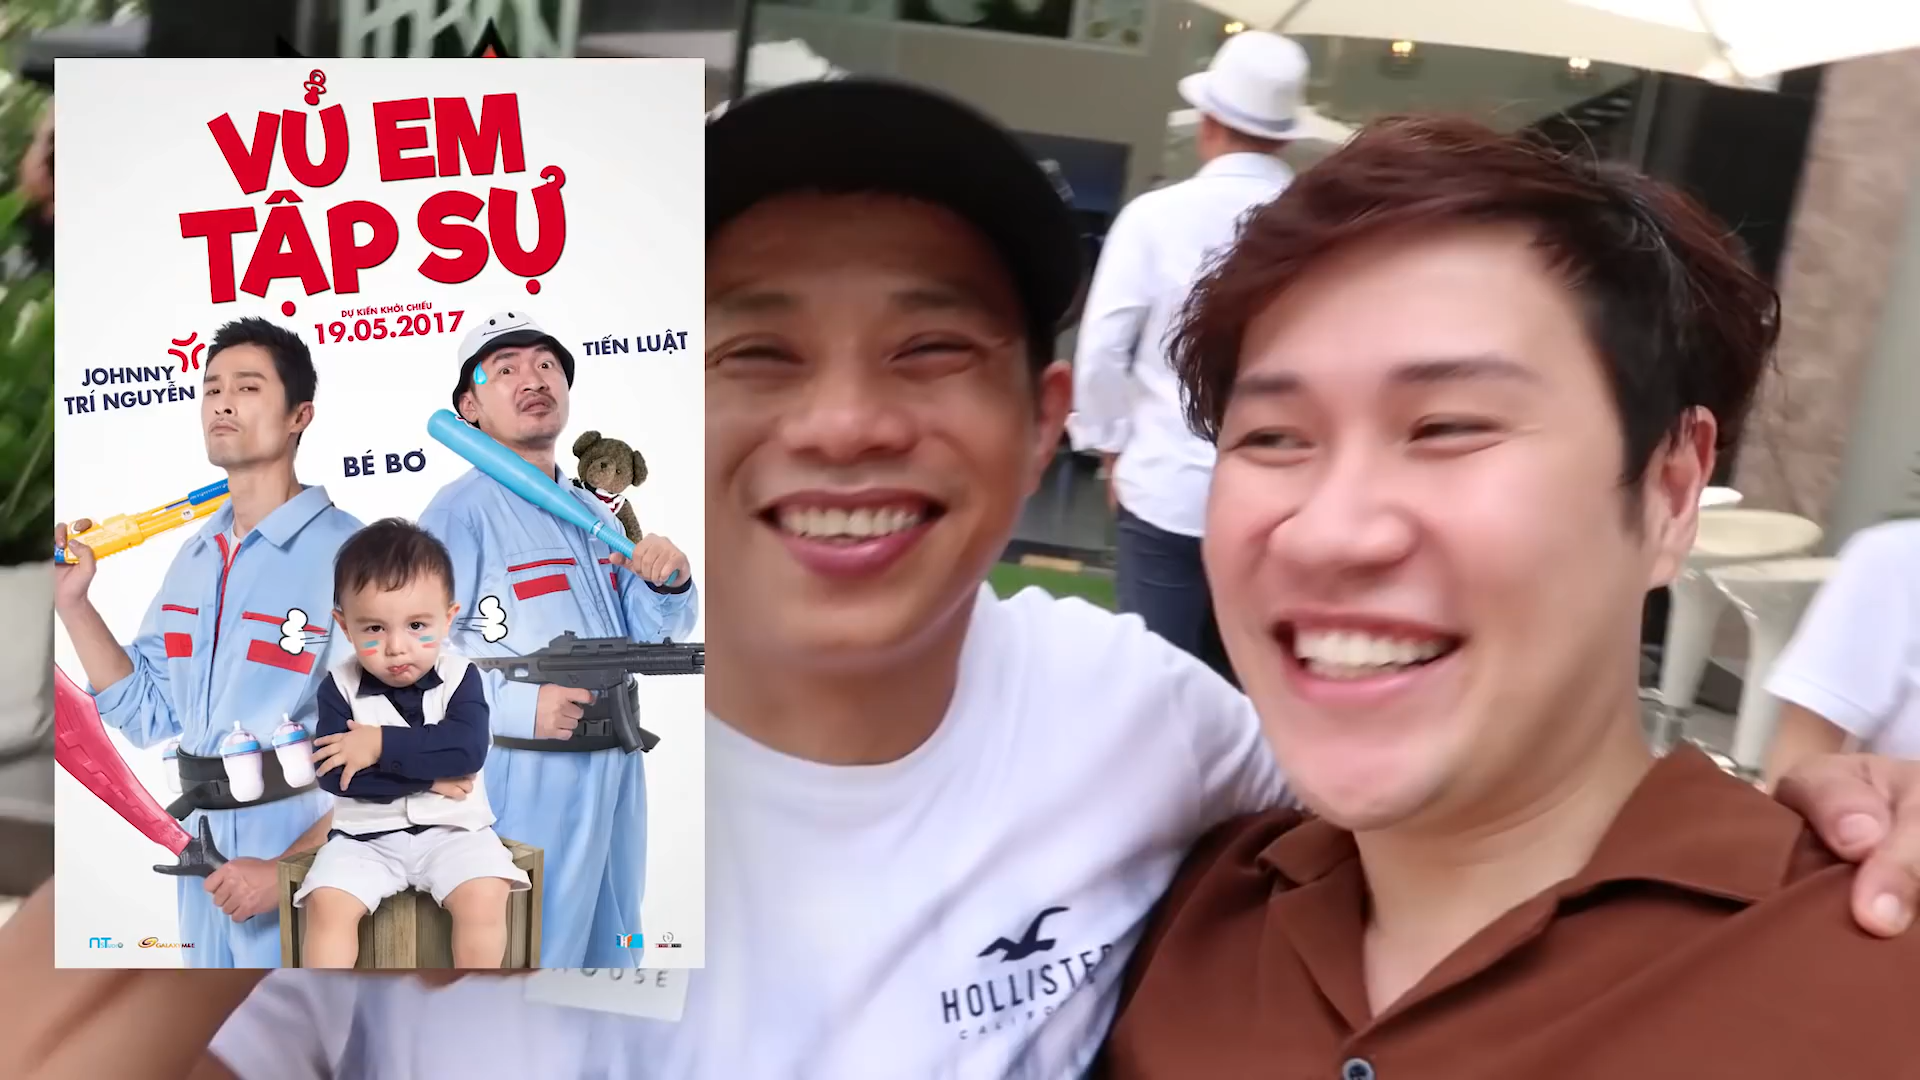 VỦ EM
TẬP SỰ
DỰ KIẾN KHỞI CHIẾU
19.05.2017
JOHNNY
TRÍ NGUYỄN
TIẾN LUẬT
BÉ BƠ
GALAXY M&E
HOLLISTER